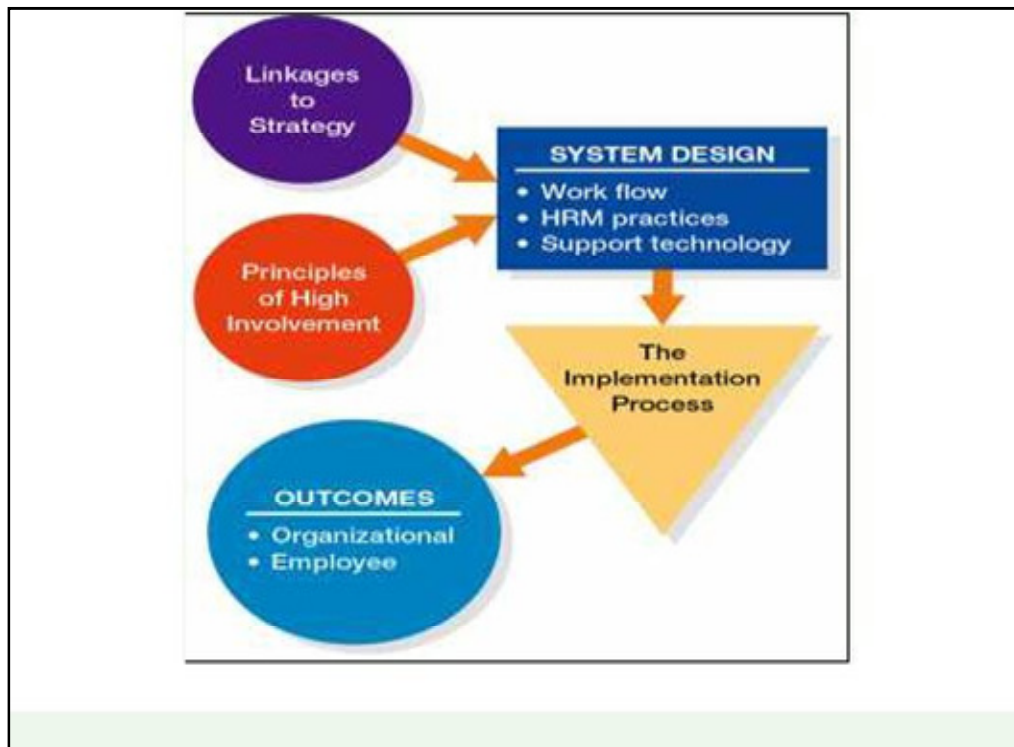 Linkages
to
Strategy
SYSTEM DESIGN
• Work flow
• HRM practices
• Support technology
Principles
of High
Involvement
The
Implementation
Process
OUTCOMES
• Organizational
• Employee